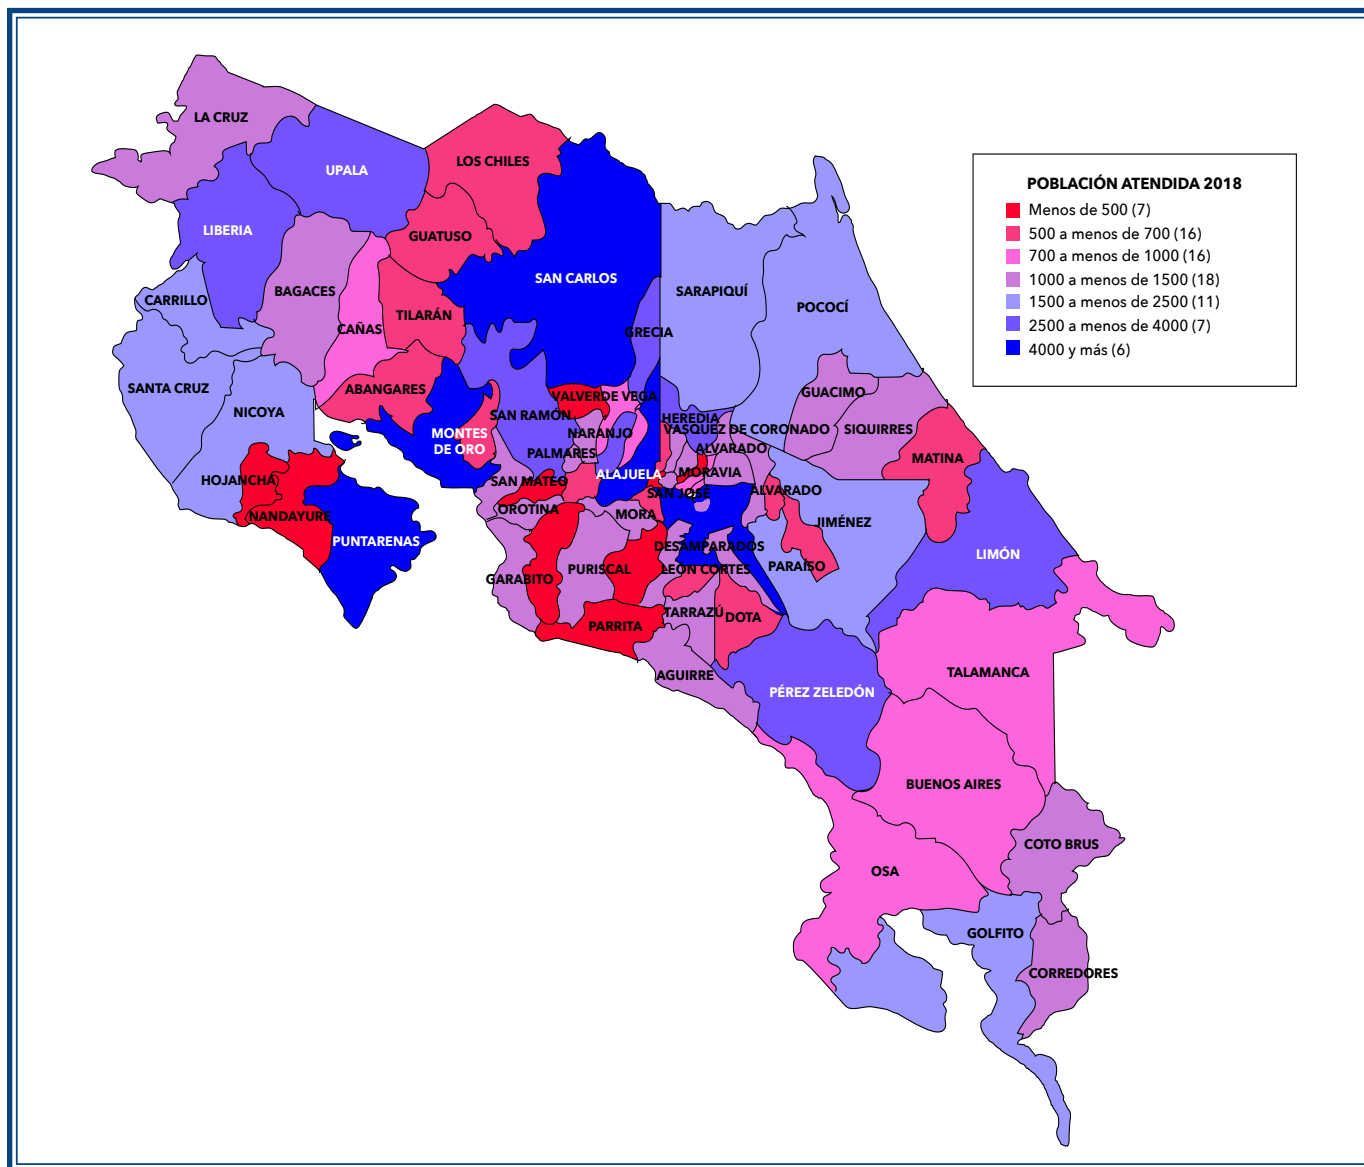 LA CRUZ
UPALA
LOS CHILES
LIBERIA
GUATUSO
SAN CARLOS
BAGACES
CARRILLO
CAÑAS
TILARÁN
GRECIA
SARAPIQUÍ
POCOCÍ
POBLACIÓN ATENDIDA 2018
Menos de 500 (7)
500 a menos de 700 (16)
700 a menos de 1000 (16)
1000 a menos de 1500 (18)
1500 a menos de 2500 (11)
2500 a menos de 4000 (7)
4000 y más (6)
SANTA CRUZ
NICOYA
ABANGARES
VALVERDE VEGA
GUACIMO
SAN RAMÓN
HEREDIA
MONTES
DE ORO
NARANJO
VASQUEZ DE CORONADO
SIQUIRRES
PALMARES
ALVARADO
MATINA
HOJANCHA
SAN MATEO
ALAJUELA
MORAVIA
SAN JOSÉ
ÁLVARADO
NANDAYURE
OROTINA
MORA
JIMÉNEZ
PUNTARENAS
DESAMPARADOS
LIMÓN
GARABITO
PURISCAL
LEÓN CORTES
PARAÍSO
PARRITA
TARRAZÚ
DOTA
AGUIRRE
PÉREZ ZELEDÓN
TALAMANCA
BUENOS AIRES
COTO BRUS
OSA
GOLFITO
CORREDORES